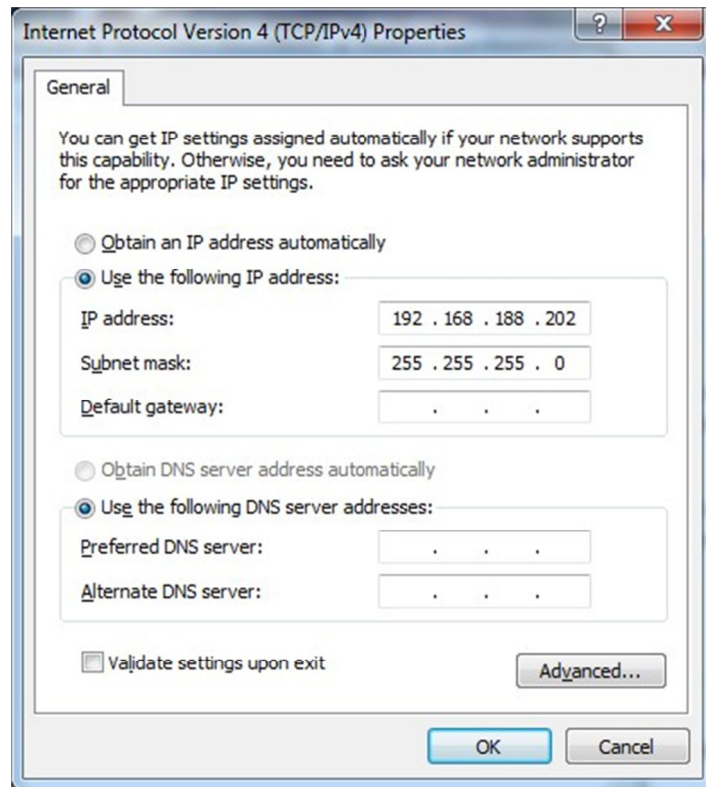 Internet Protocol Version 4 (TCP/IPv4) Properties
?
X
General
You can get IP settings assigned automatically if your network supports
this capability. Otherwise, you need to ask your network administrator
for the appropriate IP settings.
Obtain an IP address automatically
Use the following IP address:
IP address: 192 . 168 . 188 . 202
Subnet mask: 255 . 255 . 255 . 0
Default gateway: . . .
Obtain DNS server address automatically
Use the following DNS server addresses:
Preferred DNS server: . . .
Alternate DNS server: . . .
Validate settings upon exit
Advanced...
OK Cancel